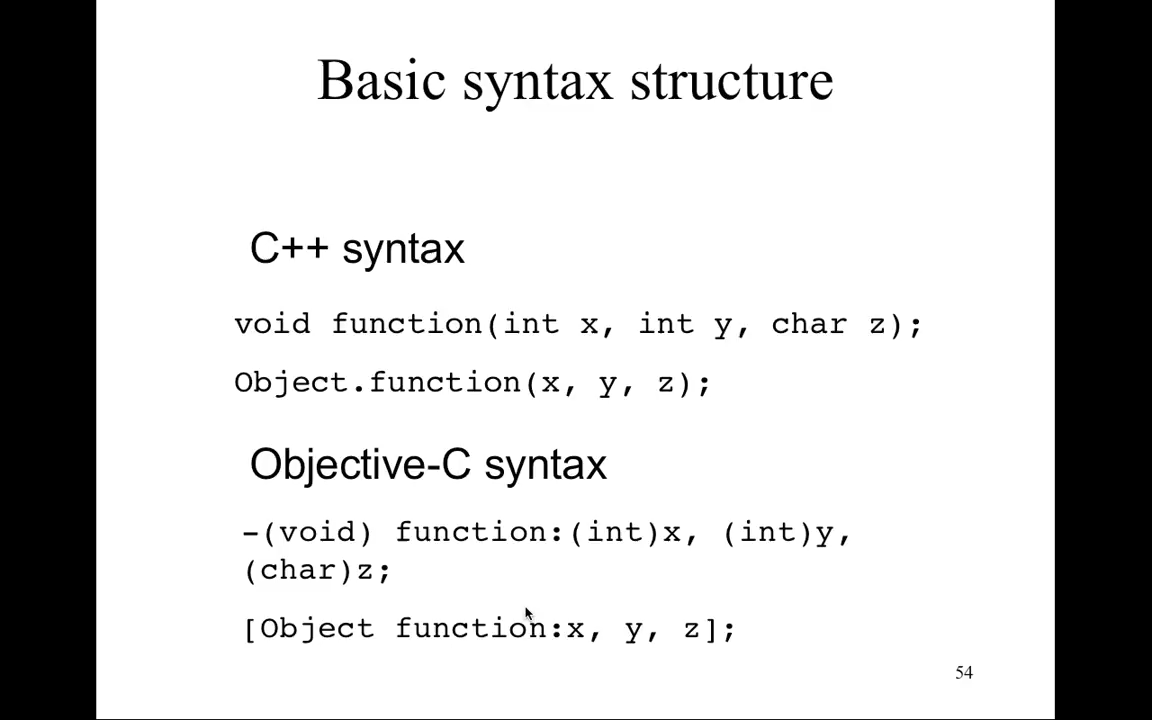 Basic syntax structure
C++ syntax
void function(int x, int y, char z);
Object.function(x, y, z);
Objective-C syntax
-(void) function:(int)x, (int)y,
(char)z;
[Object function:x, y, z];
54